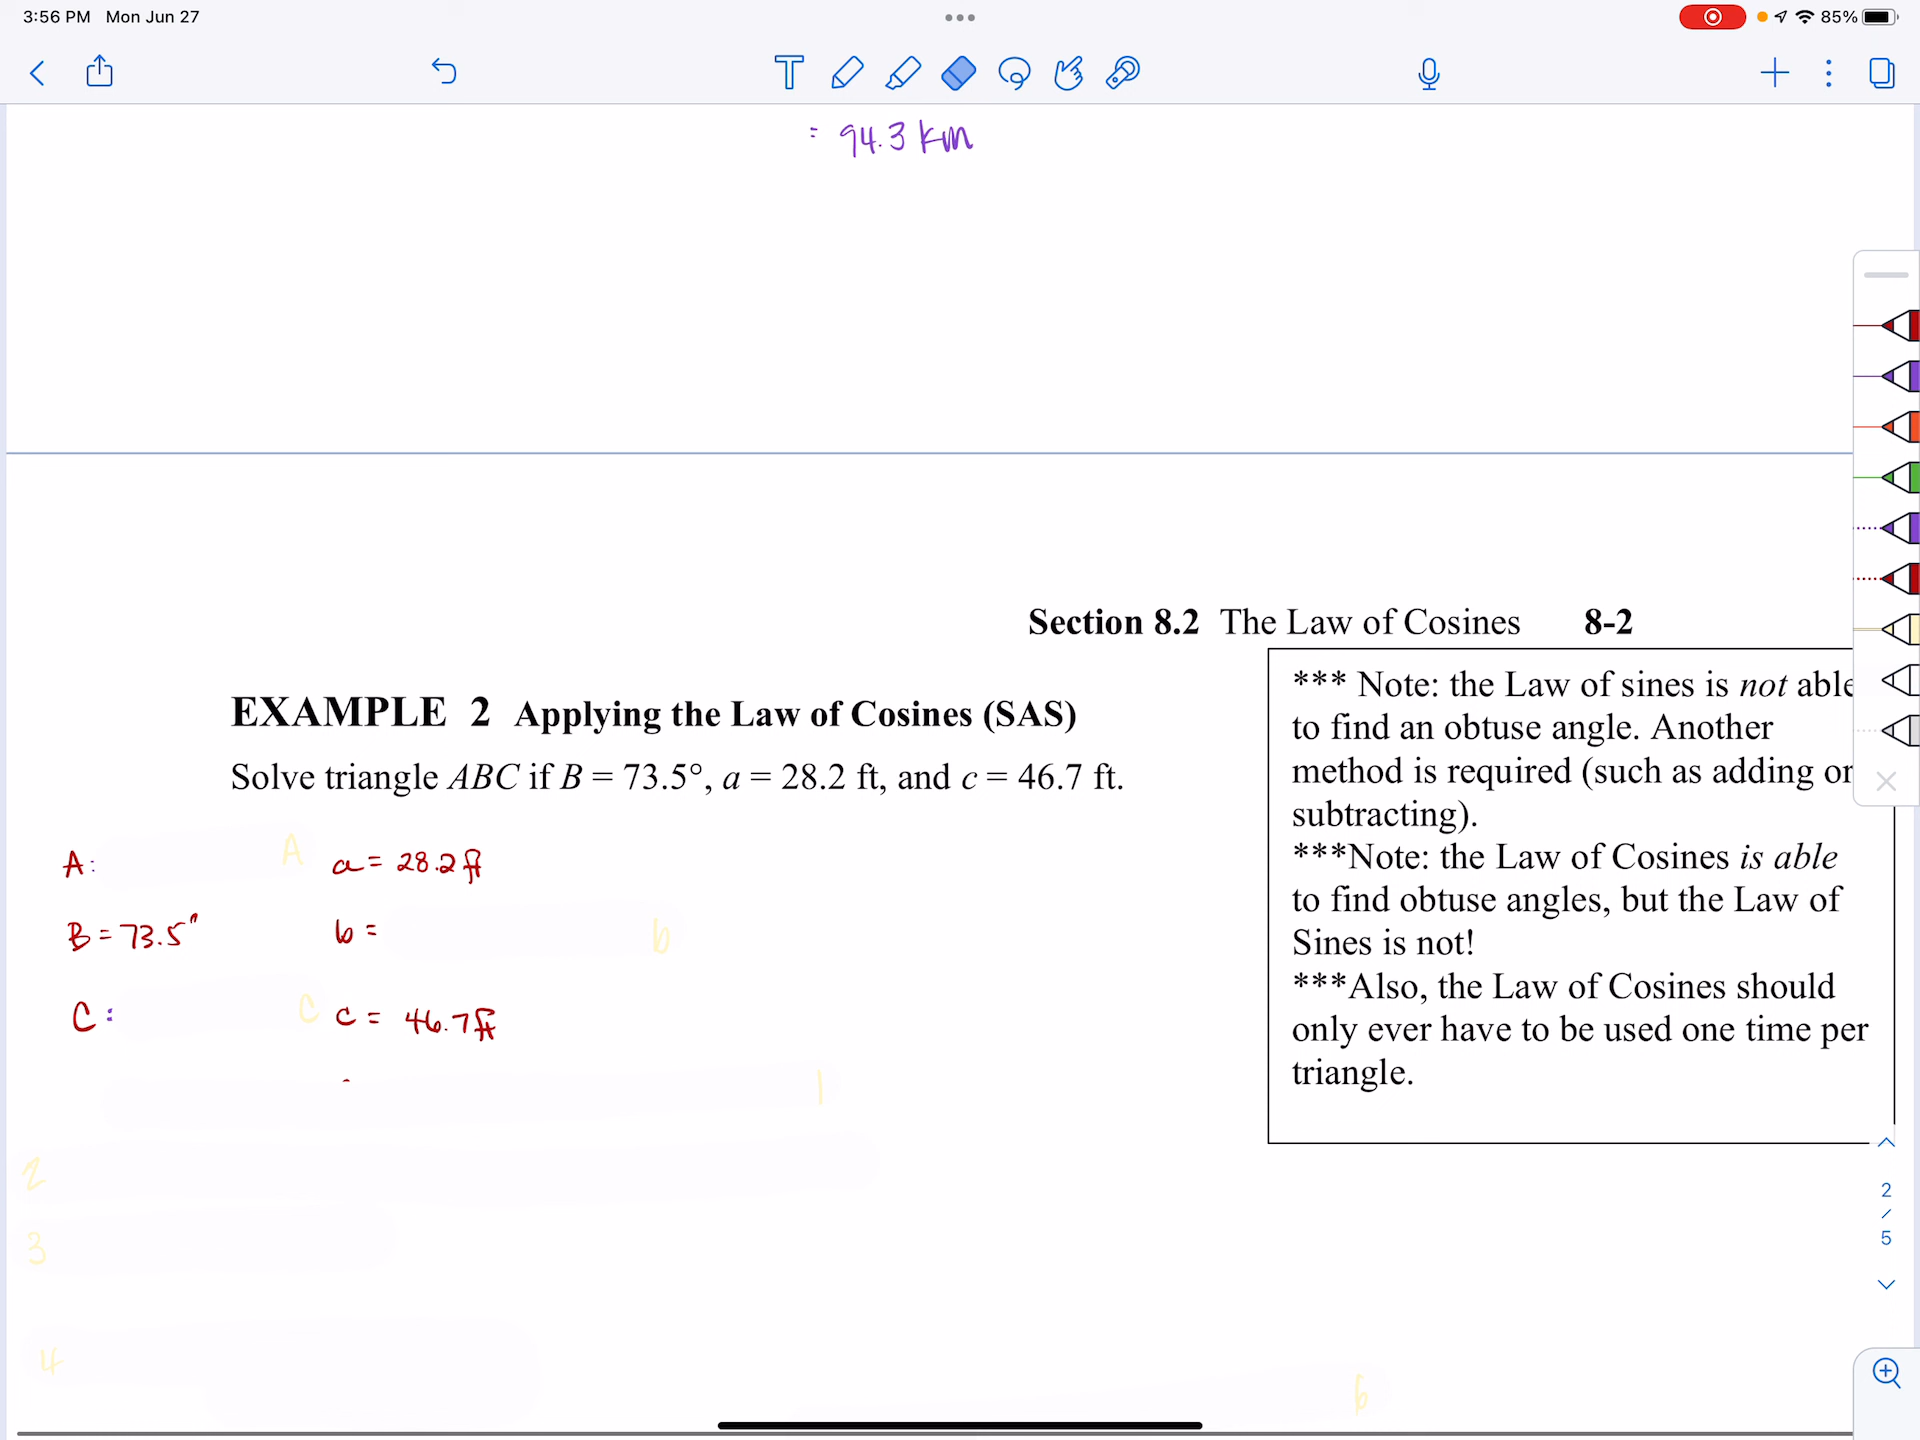 3:56 PM Mon Jun 27
85%
= 94.3 km
Section 8.2 The Law of Cosines 8-2
EXAMPLE 2 Applying the Law of Cosines (SAS)
Solve triangle ABC if B = 73.5°, a = 28.2 ft, and c = 46.7 ft.
*** Note: the Law of sines is not able
to find an obtuse angle. Another
method is required (such as adding or
subtracting).
***Note: the Law of Cosines is able
to find obtuse angles, but the Law of
Sines is not!
***Also, the Law of Cosines should
only ever have to be used one time per
triangle.
A: A a = 28.2 ft
B = 73.5° b = b
C: C c = 46.7 ft
1
2
3
4
b
2
/
5